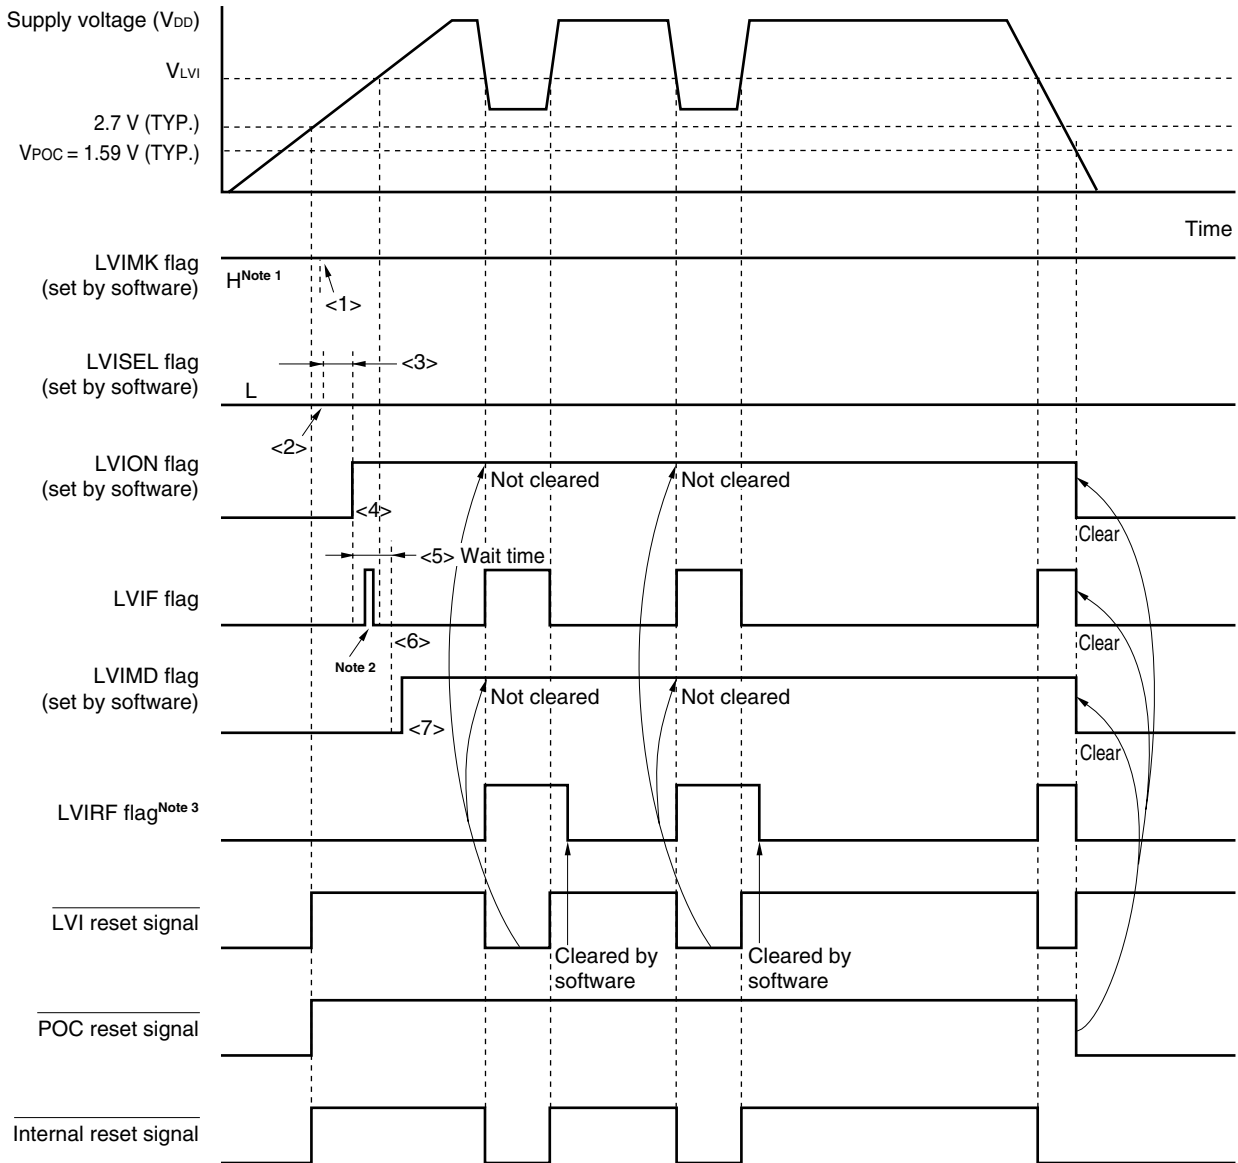 Supply voltage (VDD)
VLVI
2.7 V (TYP.)
VPOC = 1.59 V (TYP.)
Time
LVIMK flag
(set by software)
H Note 1
<1>
LVISEL flag
(set by software)
<3>
L
<2>
LVION flag
(set by software)
Not cleared
Not cleared
<4>
Clear
<5> Wait time
LVIF flag
<6>
Note 2
Clear
LVIMD flag
(set by software)
Not cleared
Not cleared
<7>
Clear
LVIRF flag Note 3
LVI reset signal
Cleared by
software
Cleared by
software
POC reset signal
Internal reset signal